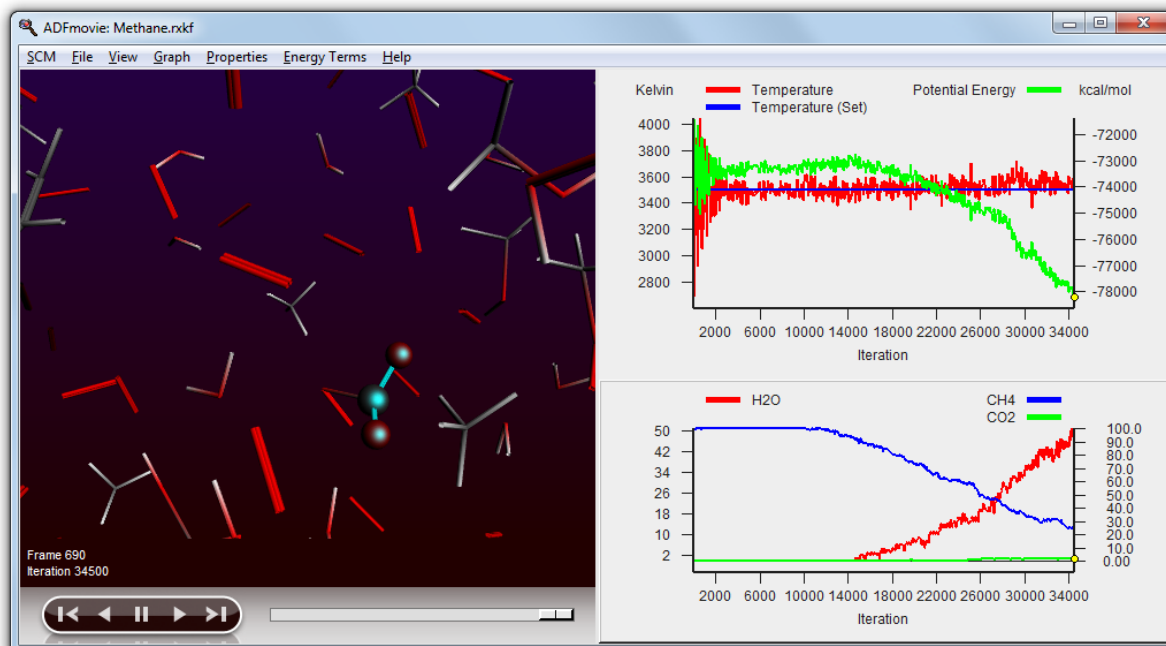 ADFmovie: Methane.rxkf
SCM File View Graph Properties Energy Terms Help
Kelvin Temperature Potential Energy kcal/mol
Temperature (Set)
4000
3800
3600
3400
3200
3000
2800
-72000
-73000
-74000
-75000
-76000
-77000
-78000
2000 6000 10000 14000 18000 22000 26000 30000 34000
Iteration
H2O CH4
CO2
50
42
34
26
18
10
2
100.0
90.0
80.0
70.0
60.0
50.0
40.0
30.0
20.0
10.0
0.00
2000 6000 10000 14000 18000 22000 26000 30000 34000
Iteration
Frame 690
Iteration 34500